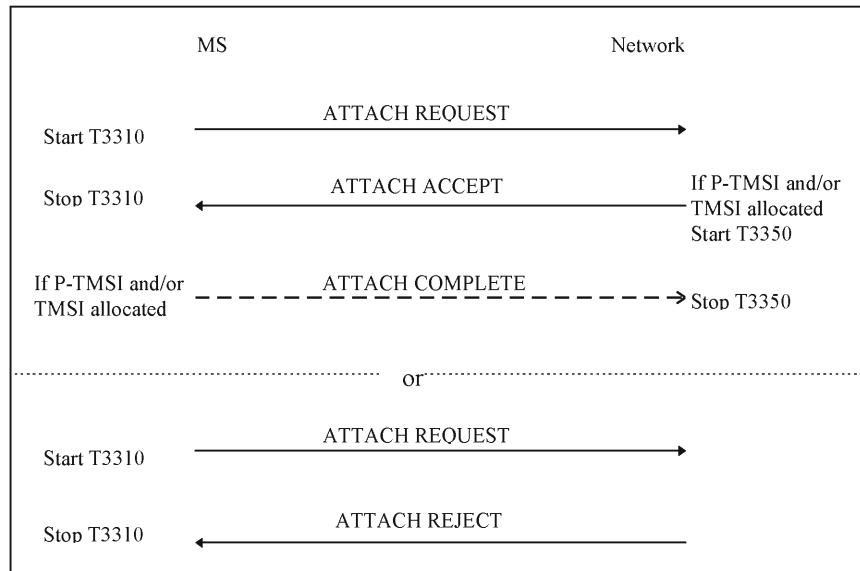 MS Network
ATTACH REQUEST
Start T3310
ATTACH ACCEPT
Stop T3310
If P-TMSI and/or
TMSI allocated
Start T3350
If P-TMSI and/or
TMSI allocated
ATTACH COMPLETE
Stop T3350
or
ATTACH REQUEST
Start T3310
ATTACH REJECT
Stop T3310